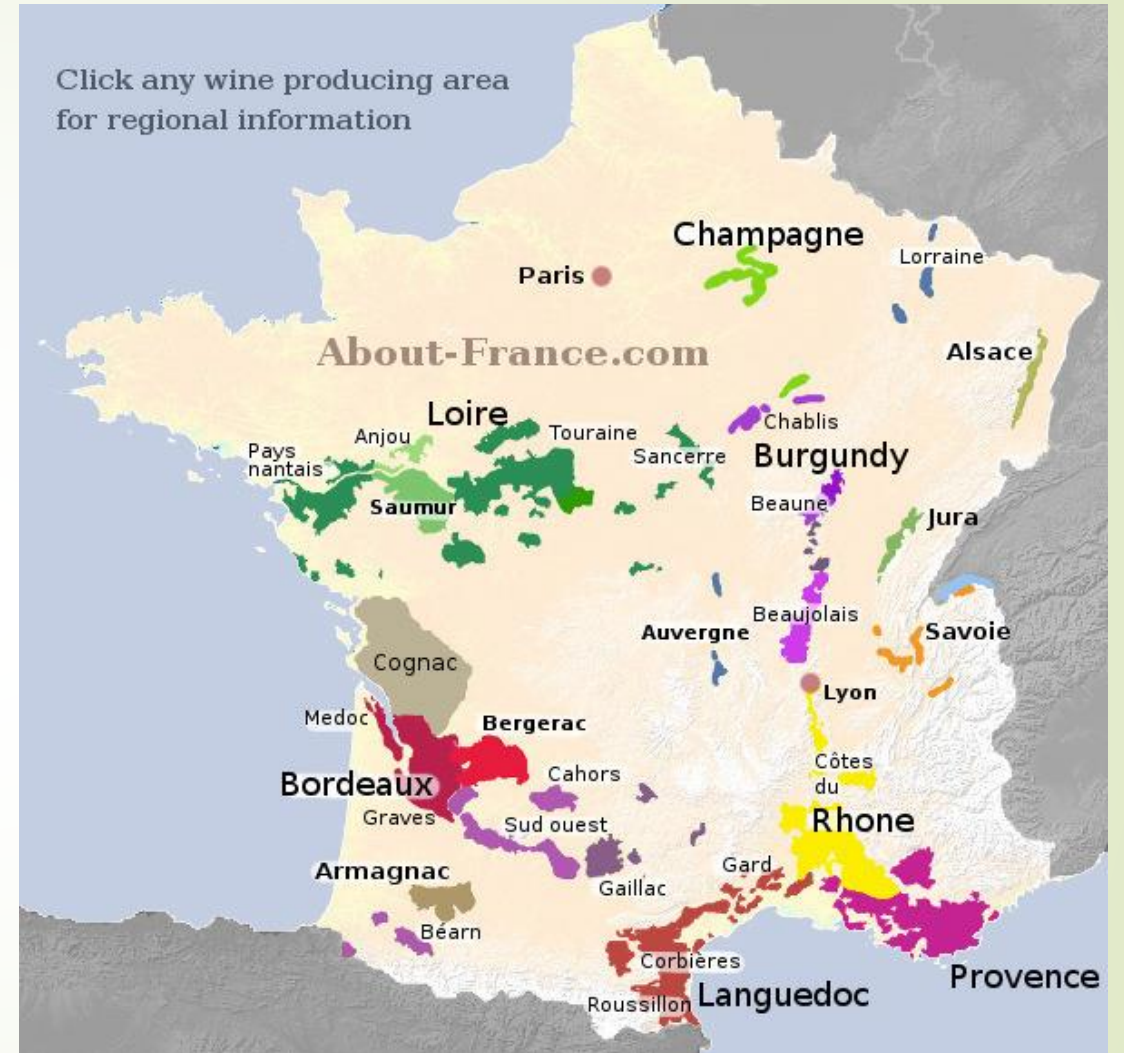 Click any wine producing area
for regional information
Champagne
Lorraine
Paris
About-France.com
Alsace
Loire
Chablis
Anjou
Touraine
Pays
nantais
Sancerre
Burgundy
Saumur
Beaune
Jura
Beaujolais
Auvergne
Savoie
Cognac
Lyon
Medoc
Bergerac
Côtes
du
Rhone
Bordeaux
Cahors
Graves
Sud ouest
Armagnac
Gaillac
Gard
Béarn
Corbières
Provence
Roussillon
Languedoc